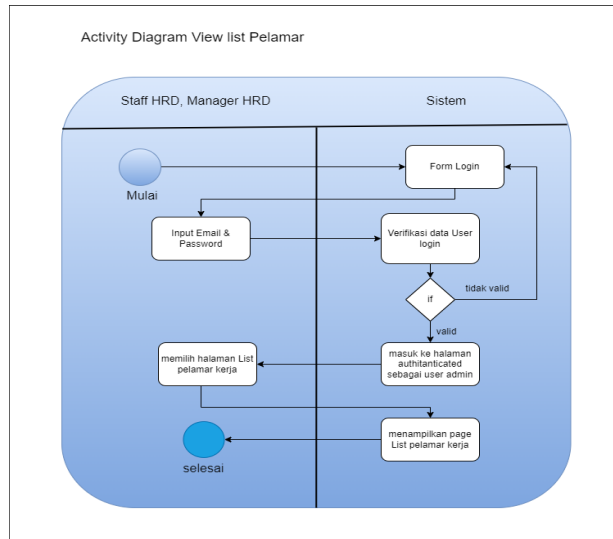 Activity Diagram View list Pelamar
Staff HRD, Manager HRD
Sistem
Mulai
Form Login
Input Email &
Password
Verifikasi data User
login
if
tidak valid
valid
masuk ke halaman
authitanticated
sebagai user admin
memilih halaman List
pelamar kerja
menampilkan page
List pelamar kerja
selesai